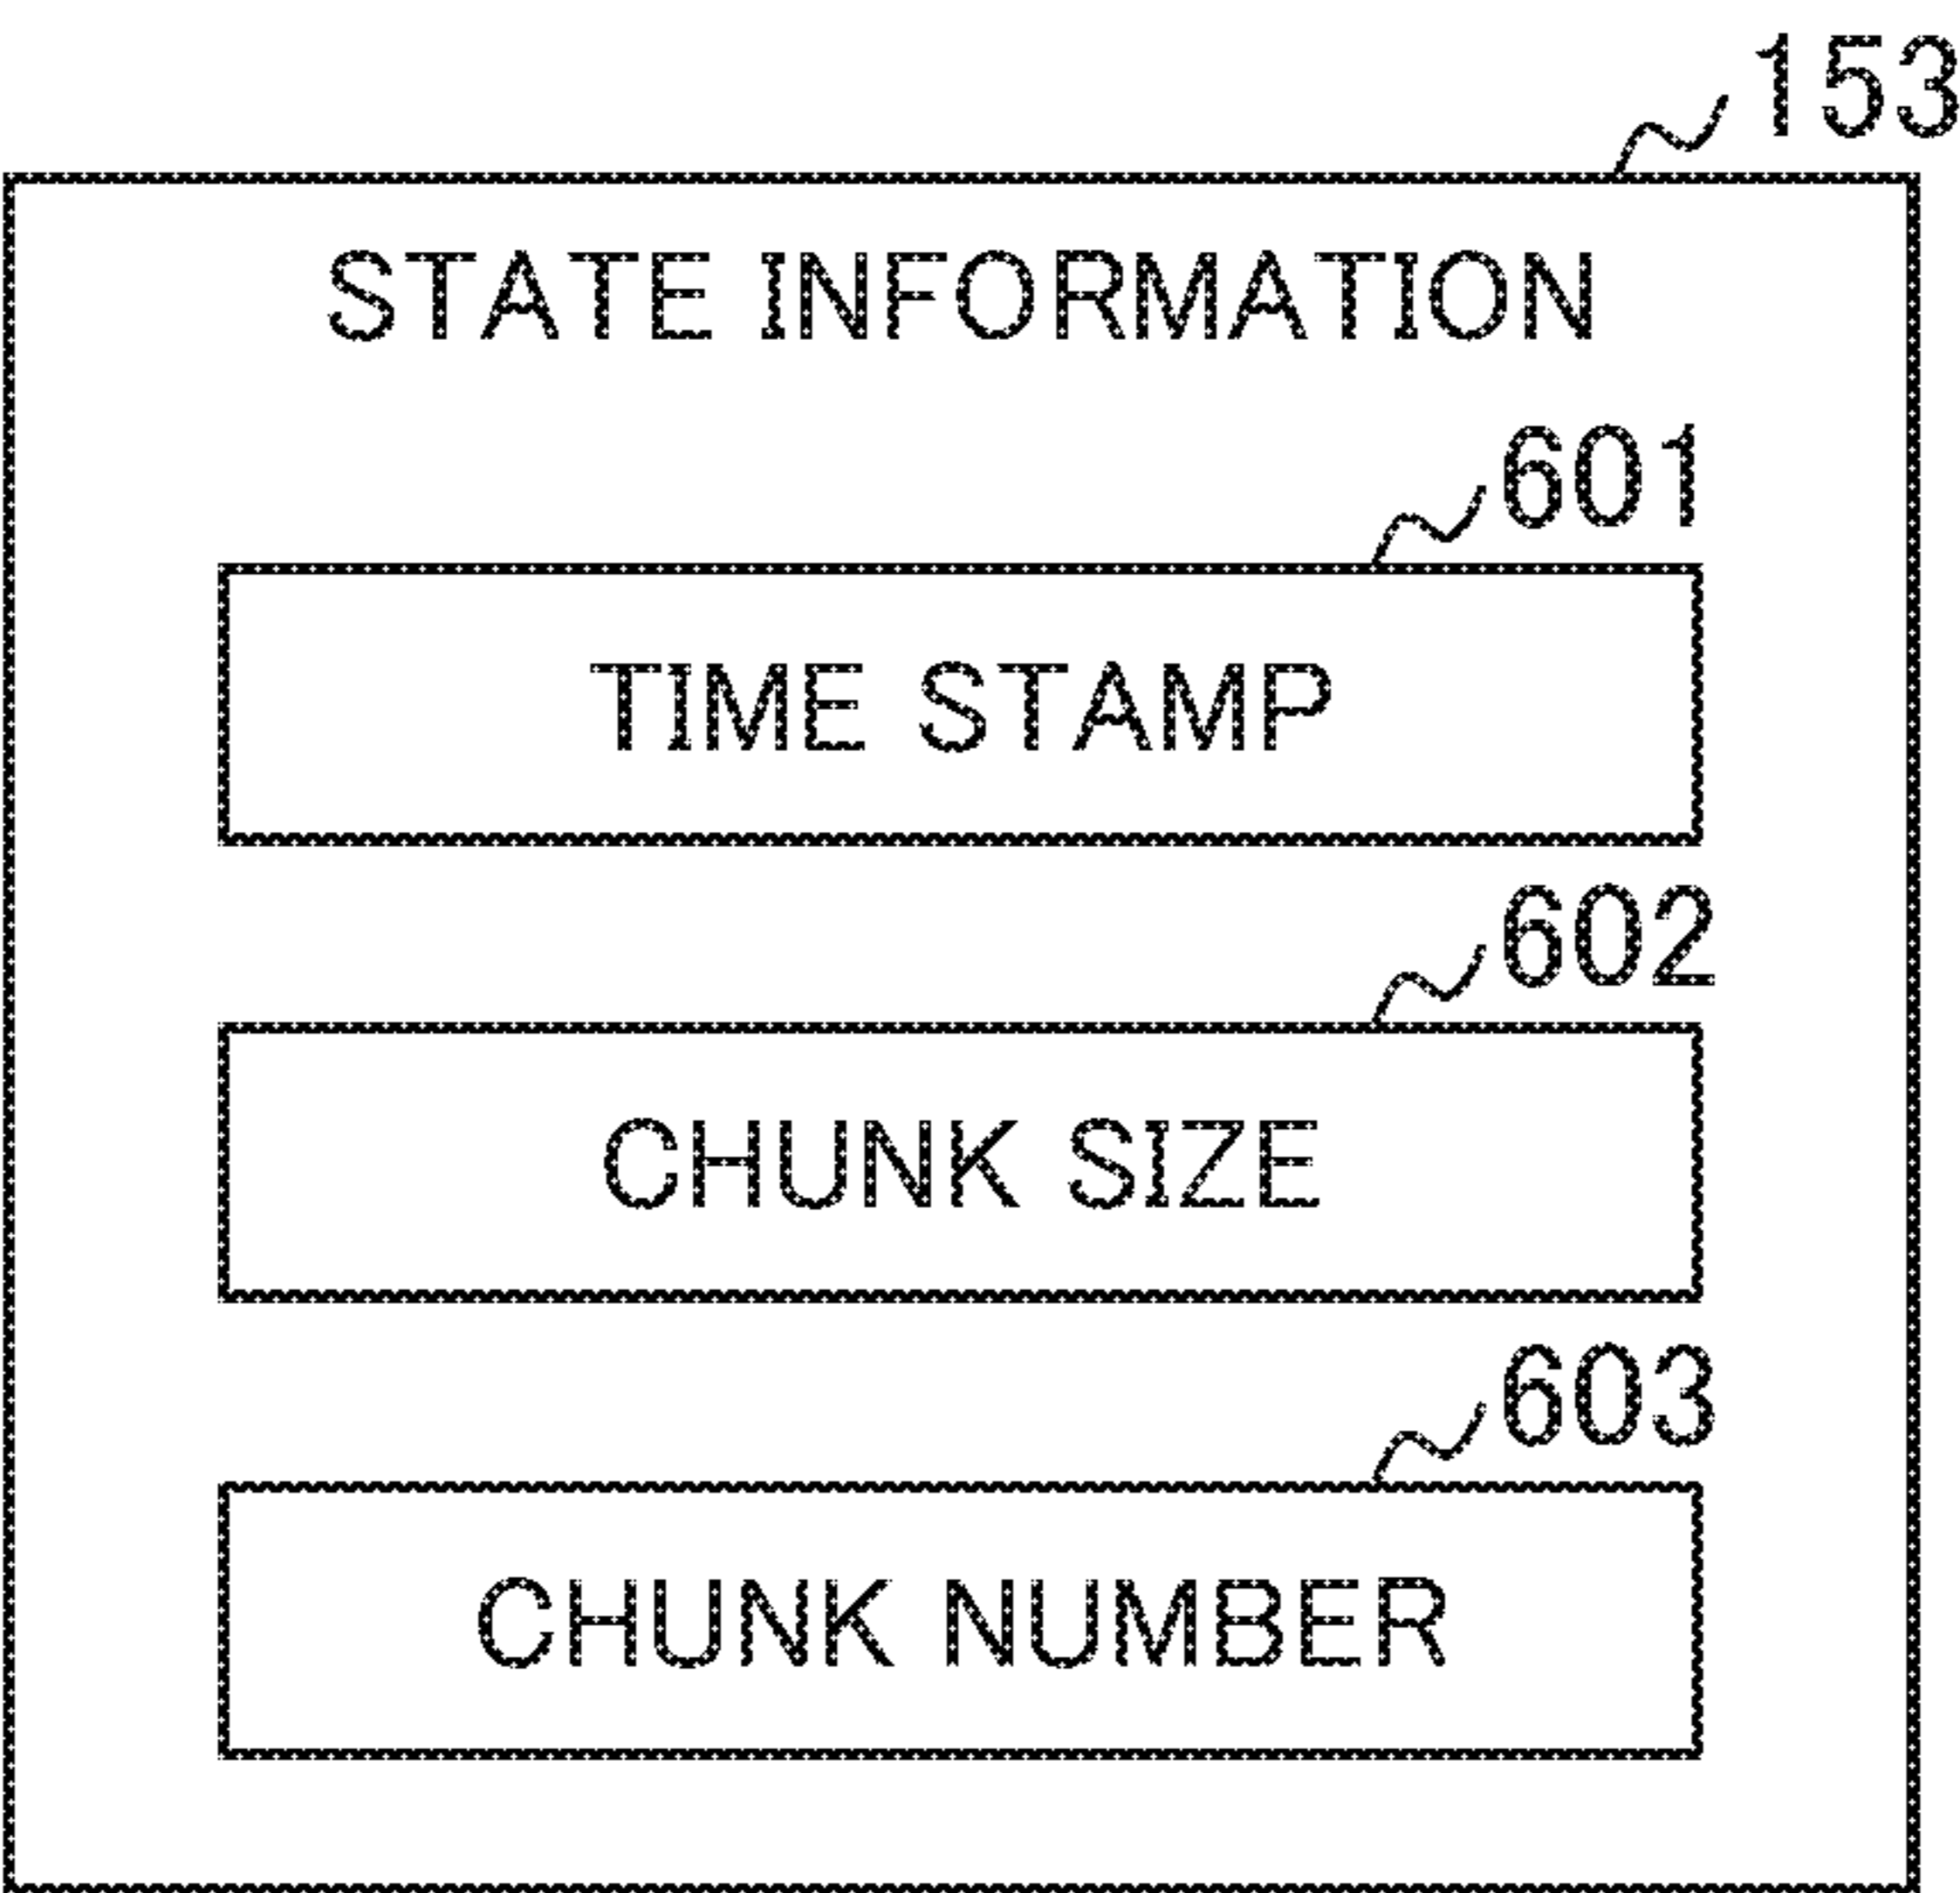 153
STATE INFORMATION
601
TIME STAMP
602
CHUNK SIZE
603
CHUNK NUMBER